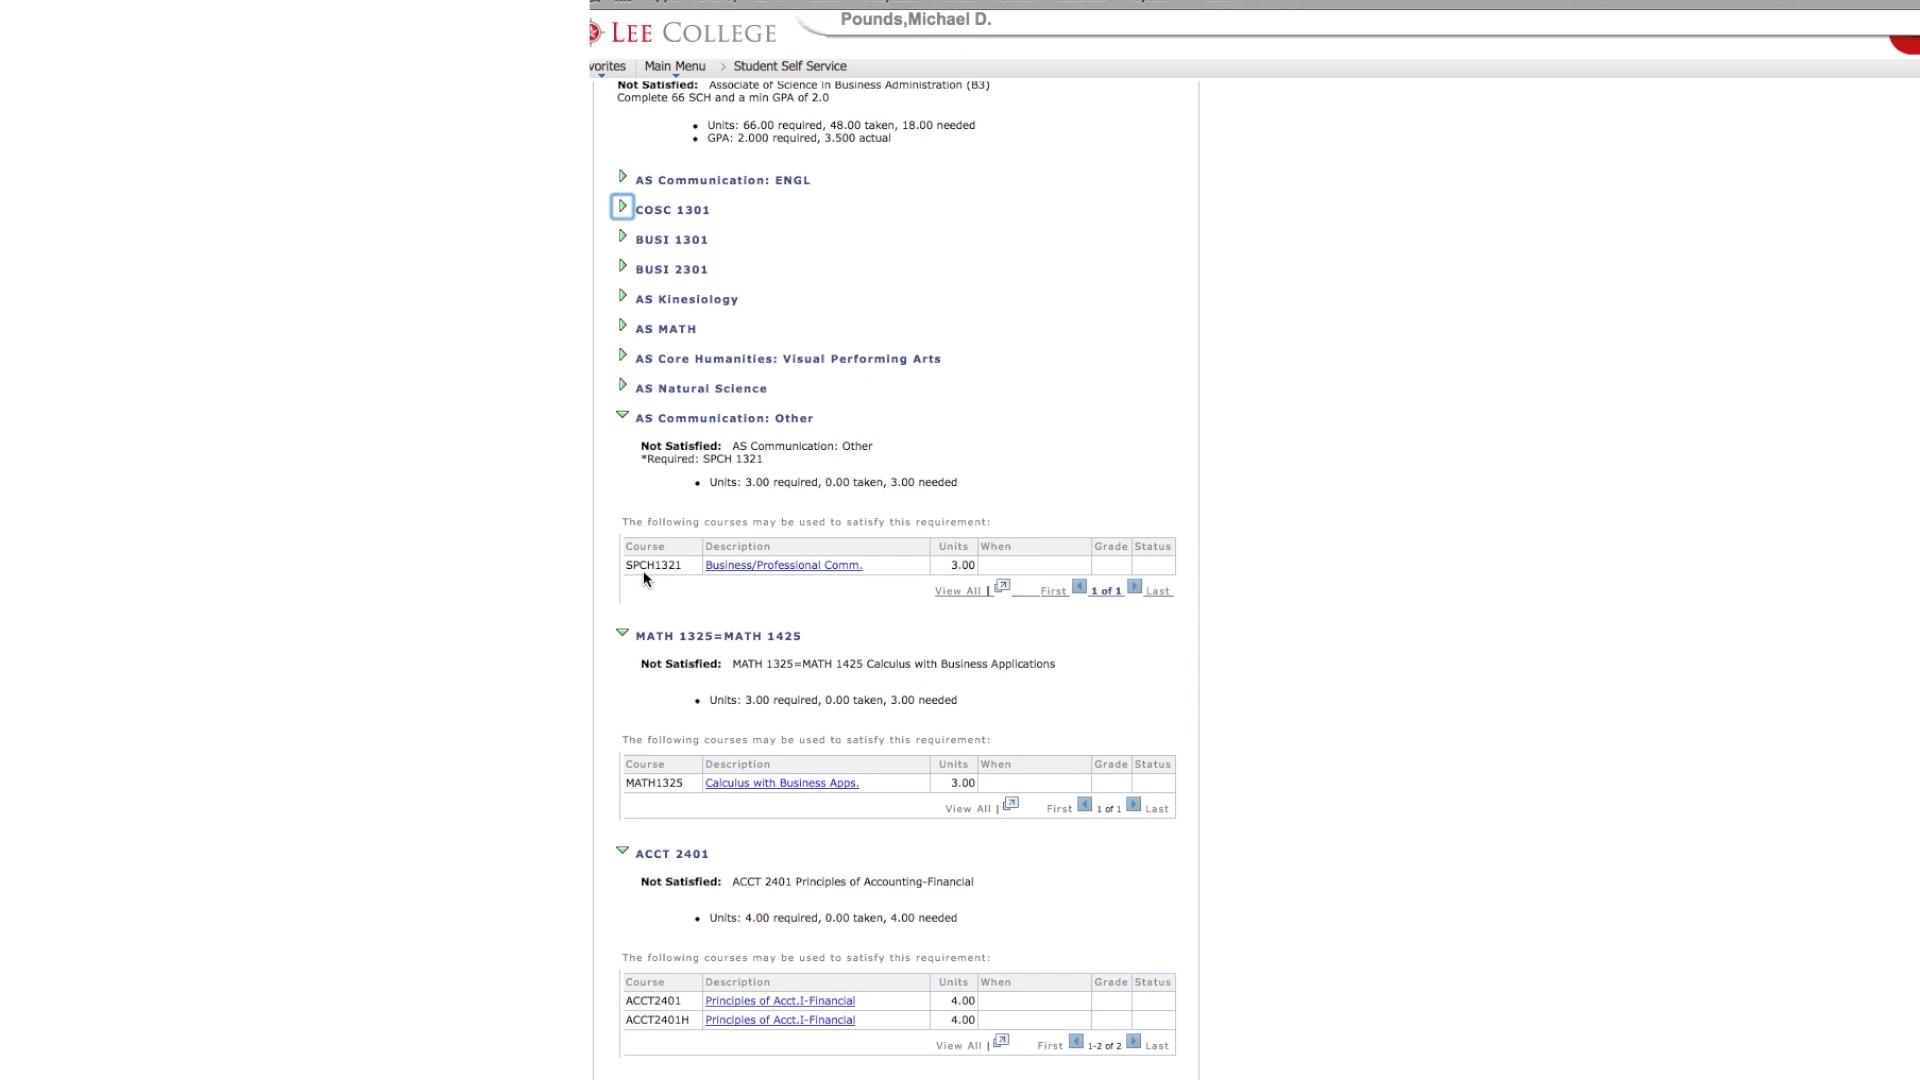 Pounds,Michael D.
LEE COLLEGE
vorites Main Menu > Student Self Service
Not Satisfied: Associate of Science in Business Administration (B3)
Complete 66 SCH and a min GPA of 2.0
• Units: 66.00 required, 48.00 taken, 18.00 needed
• GPA: 2.000 required, 3.500 actual
AS Communication: ENGL
COSC 1301
BUSI 1301
BUSI 2301
AS Kinesiology
AS MATH
AS Core Humanities: Visual Performing Arts
AS Natural Science
AS Communication: Other
Not Satisfied: AS Communication: Other
*Required: SPCH 1321
• Units: 3.00 required, 0.00 taken, 3.00 needed
The following courses may be used to satisfy this requirement:
Course Description Units When Grade Status
SPCH1321 Business/Professional Comm. 3.00
View All | First 1 of 1 Last
MATH 1325=MATH 1425
Not Satisfied: MATH 1325=MATH 1425 Calculus with Business Applications
• Units: 3.00 required, 0.00 taken, 3.00 needed
The following courses may be used to satisfy this requirement:
Course Description Units When Grade Status
MATH1325 Calculus with Business Apps. 3.00
View All | First 1 of 1 Last
ACCT 2401
Not Satisfied: ACCT 2401 Principles of Accounting-Financial
• Units: 4.00 required, 0.00 taken, 4.00 needed
The following courses may be used to satisfy this requirement:
Course Description Units When Grade Status
ACCT2401 Principles of Acct.I-Financial 4.00
ACCT2401H Principles of Acct.I-Financial 4.00
View All | First 1-2 of 2 Last